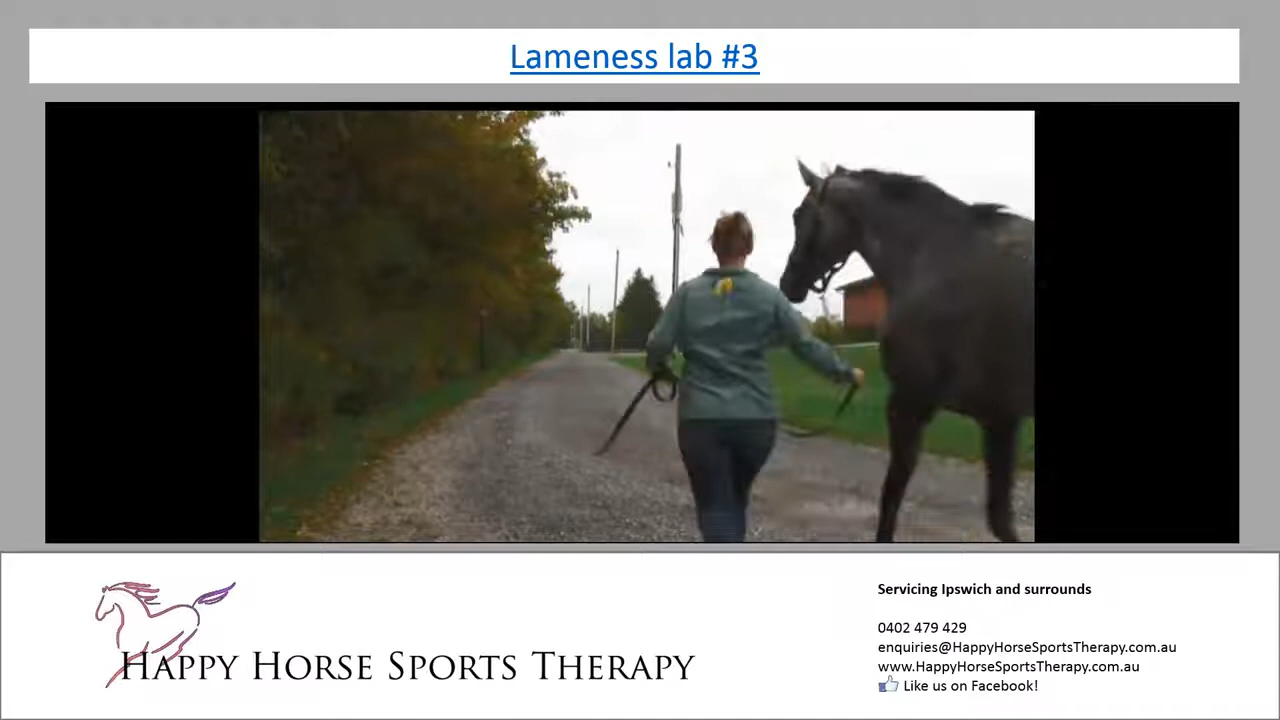 Lameness lab #3
HAPPY HORSE SPORTS THERAPY
Servicing Ipswich and surrounds
0402 479 429
enquiries@HappyHorseSportsTherapy.com.au
www.HappyHorseSportsTherapy.com.au
Like us on Facebook!